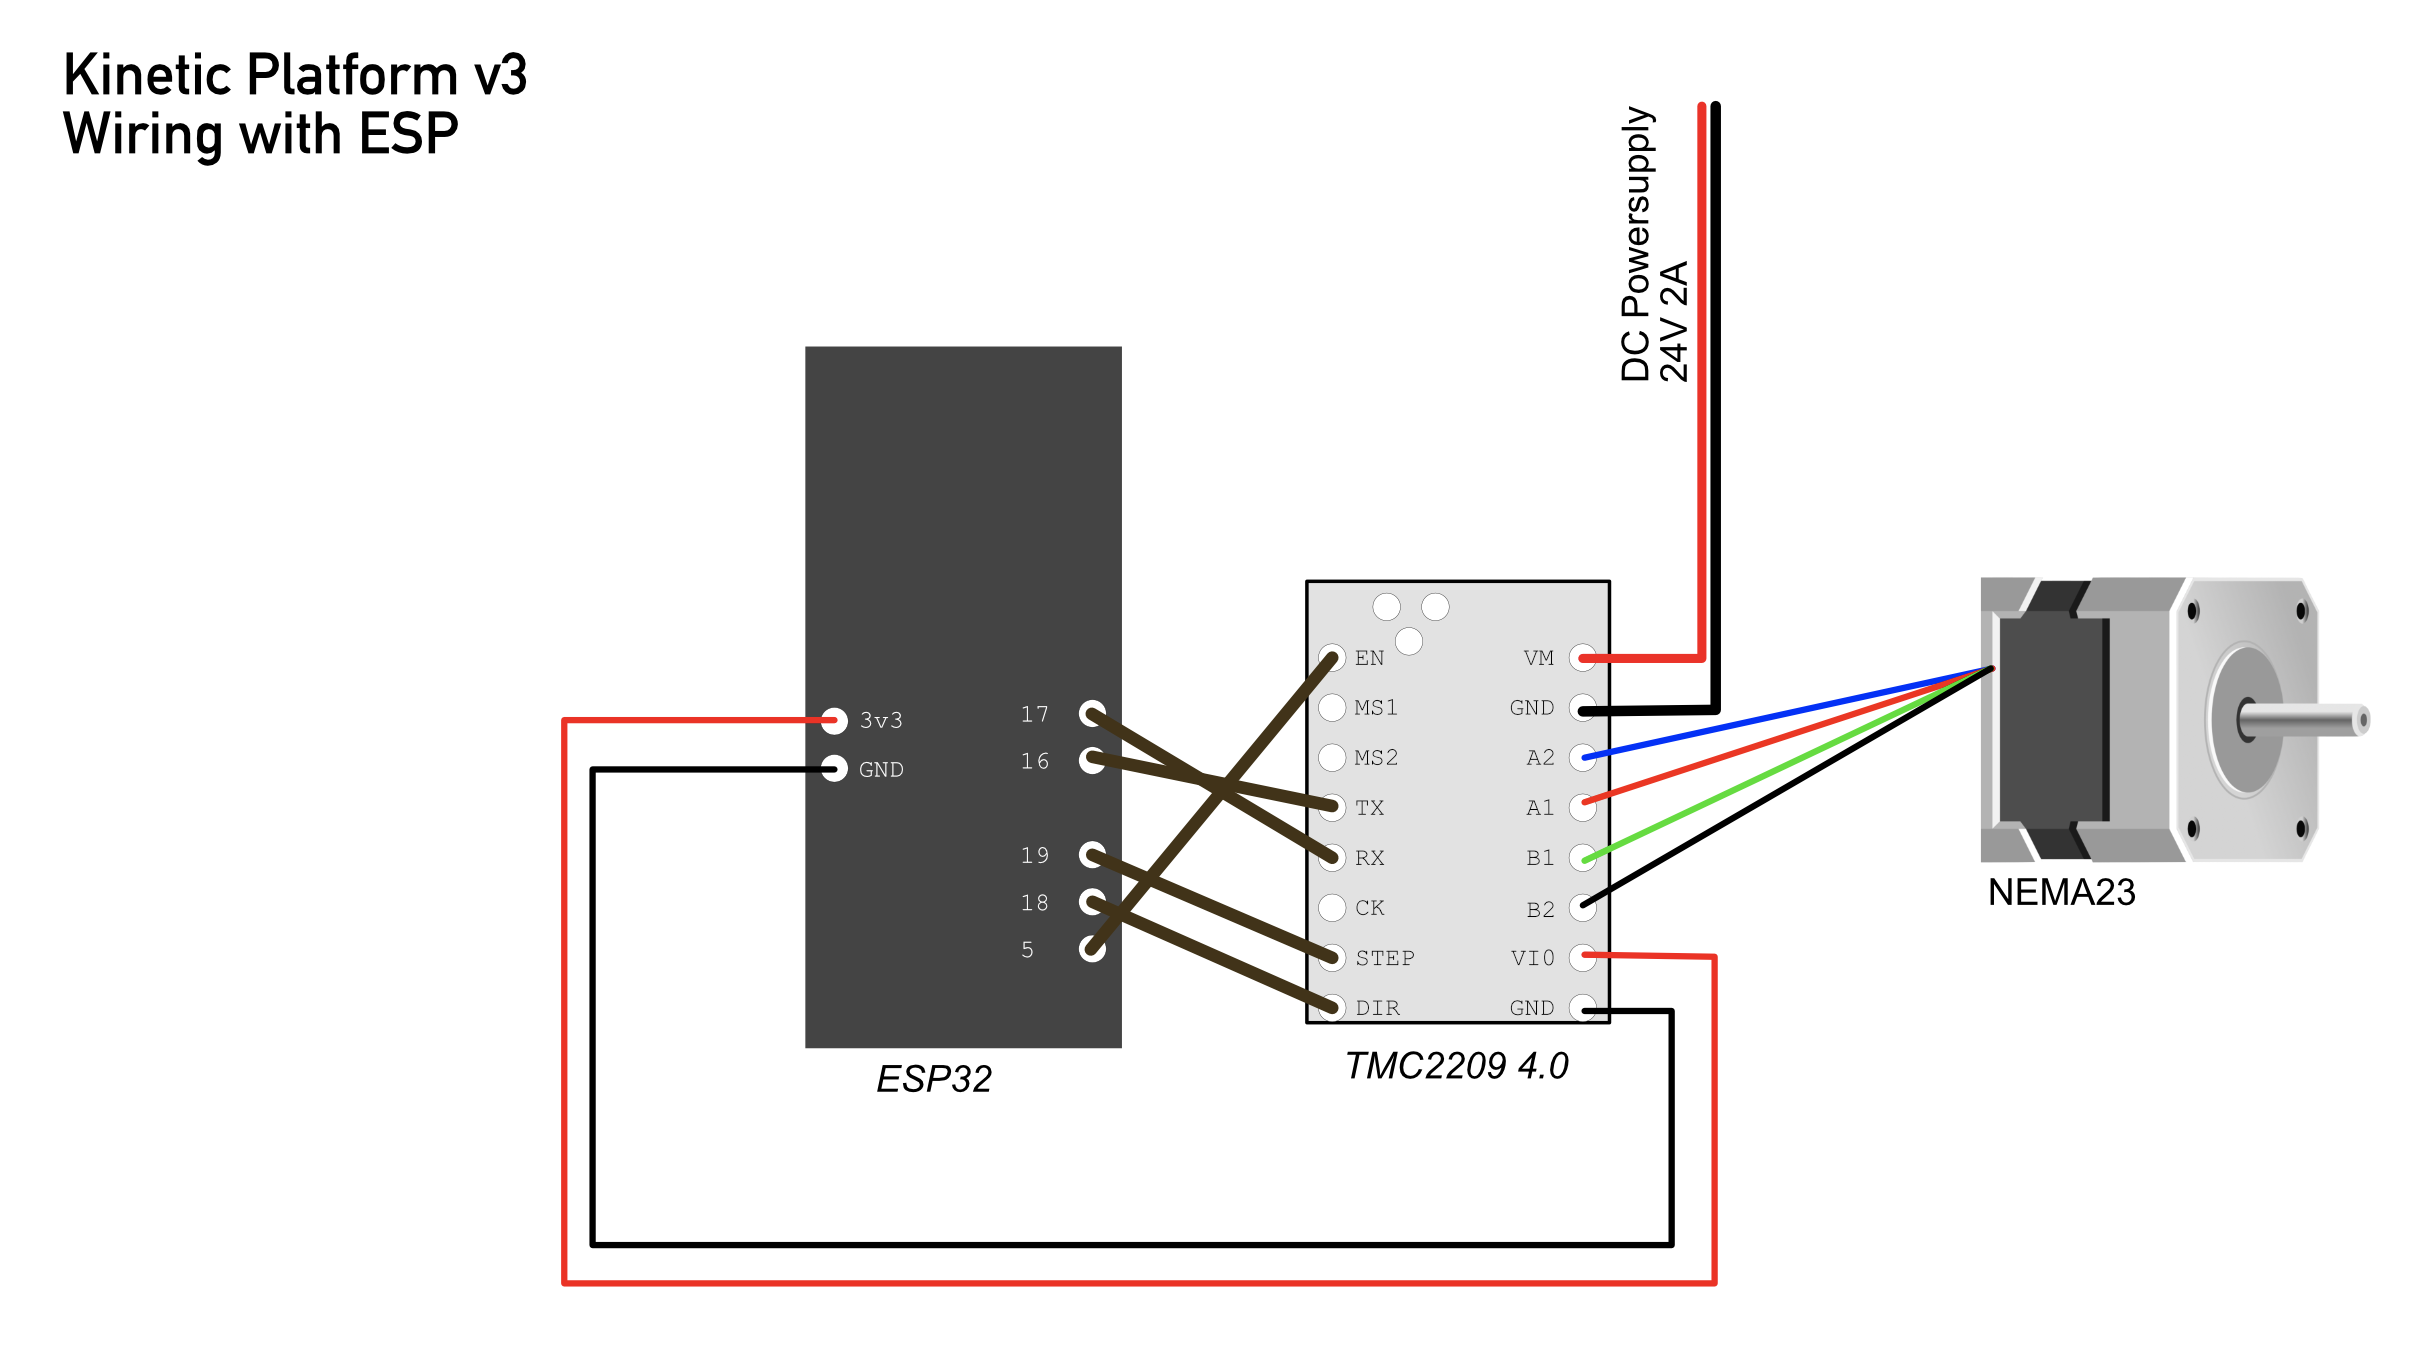 Kinetic Platform v3
Wiring with ESP
DC Powersupply
24V 2A
3v3
GND
17
16
19
18
5
ESP32
EN
MS1
MS2
TX
RX
CK
STEP
DIR
VM
GND
A2
A1
B1
B2
VI0
GND
TMC2209 4.0
NEMA23